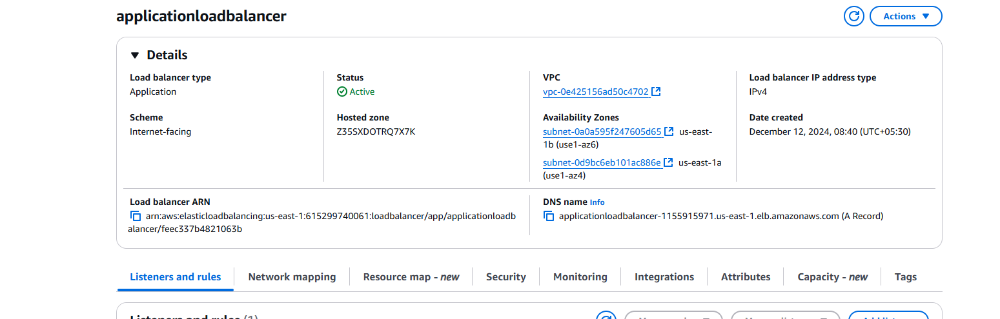 applicationloadbalancer
Actions
Details
Load balancer type
Application
Status
Active
VPC
vpc-0e425156ad50c4702
Load balancer IP address type
IPv4
Scheme
Internet-facing
Hosted zone
Z35SXDOTRQ7X7K
Availability Zones
subnet-0a0a595f247605d65 us-east-
1b (use1-az6)
subnet-0d9bc6eb101ac886e us-east-1a
(use1-az4)
Date created
December 12, 2024, 08:40 (UTC+05:30)
Load balancer ARN
arn:aws:elasticloadbalancing:us-east-1:615299740061:loadbalancer/app/applicationloadb
alancer/feec337b4821063b
DNS name Info
applicationloadbalancer-1155915971.us-east-1.elb.amazonaws.com (A Record)
Listeners and rules
Network mapping
Resource map - new
Security
Monitoring
Integrations
Attributes
Capacity - new
Tags
Listeners and rules (1)